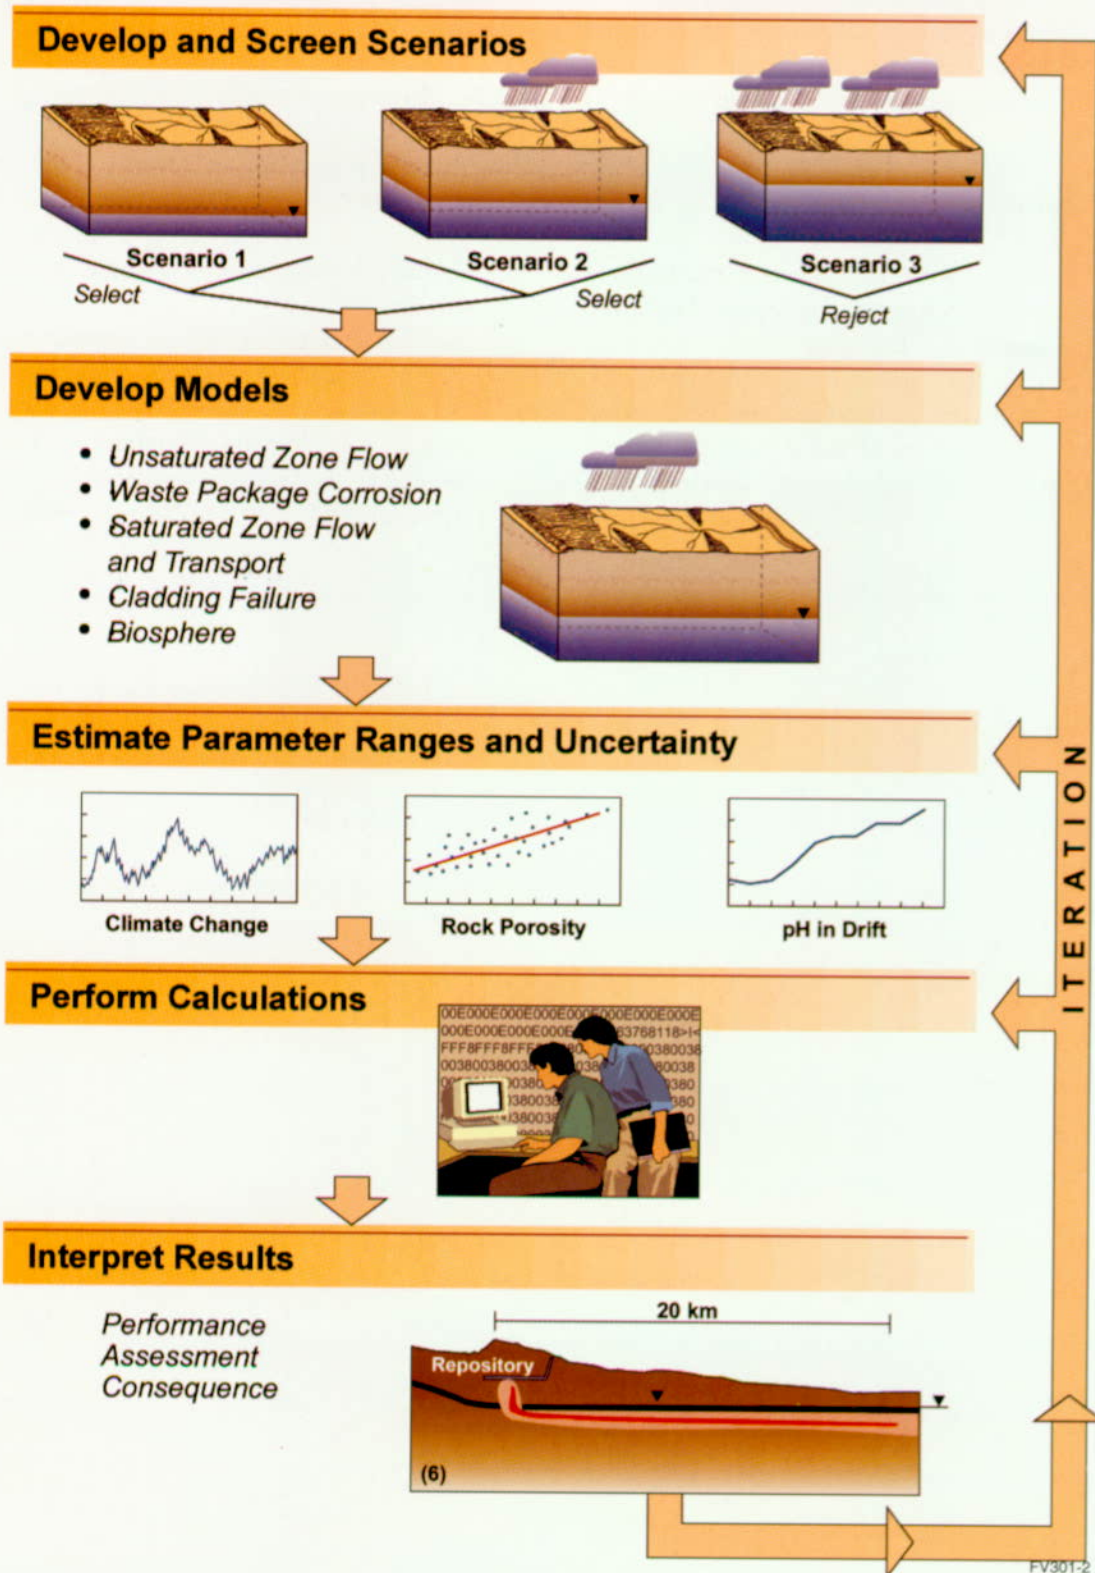 Develop and Screen Scenarios
Scenario 1
Select
Scenario 2
Select
Scenario 3
Reject
Develop Models
• Unsaturated Zone Flow
• Waste Package Corrosion
• Saturated Zone Flow
and Transport
• Cladding Failure
• Biosphere
Estimate Parameter Ranges and Uncertainty
Climate Change
Rock Porosity
pH in Drift
Perform Calculations
Interpret Results
Performance
Assessment
Consequence
20 km
Repository
(6)
ITERATION
FV301-2